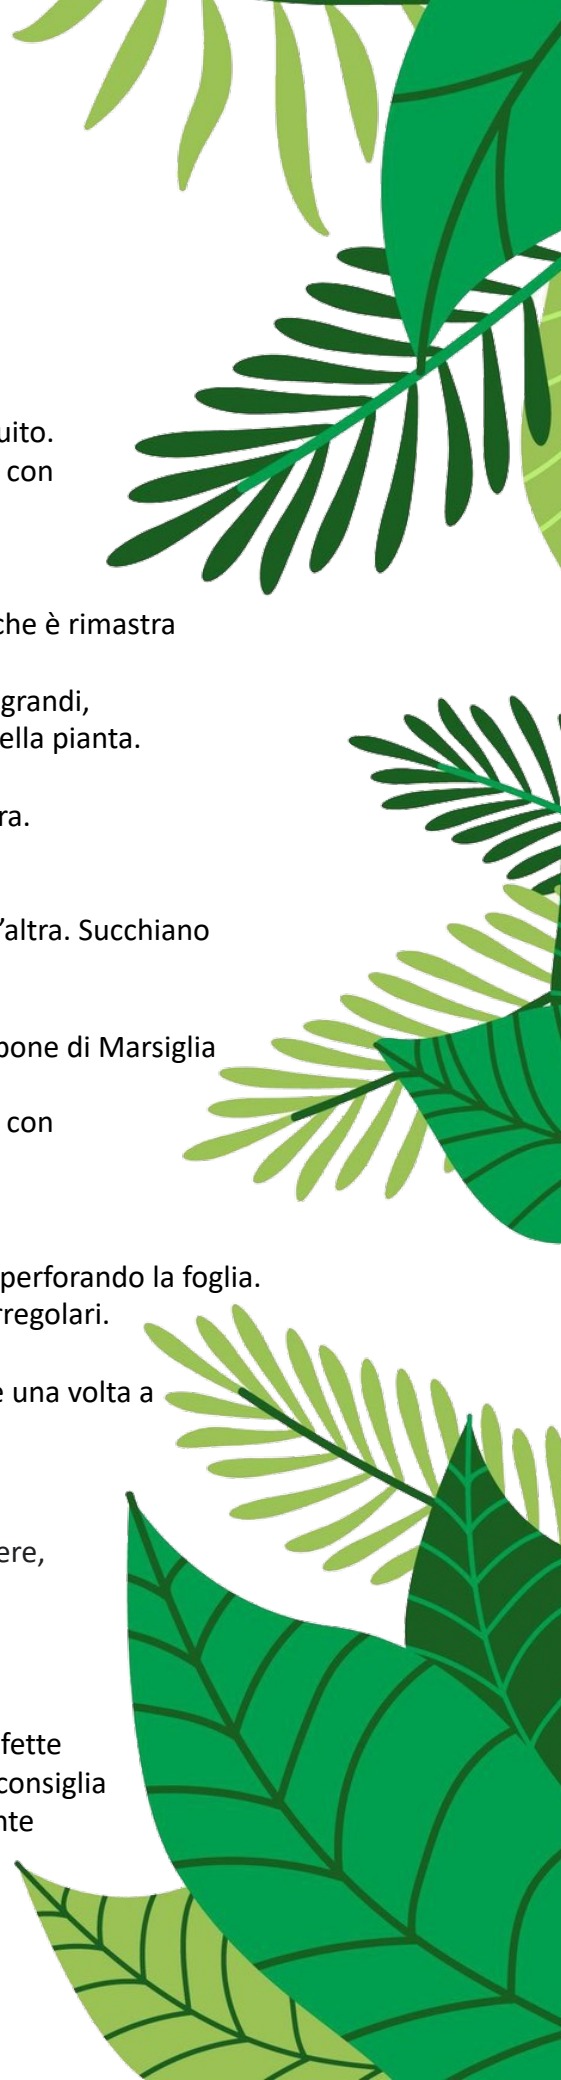 uito.
con
che è rimastra
grandi,
ella pianta.
ra.
’altra. Succhiano
pone di Marsiglia
con
perforando la foglia.
rregolari.
e una volta a
ere,
fette
consiglia
nte